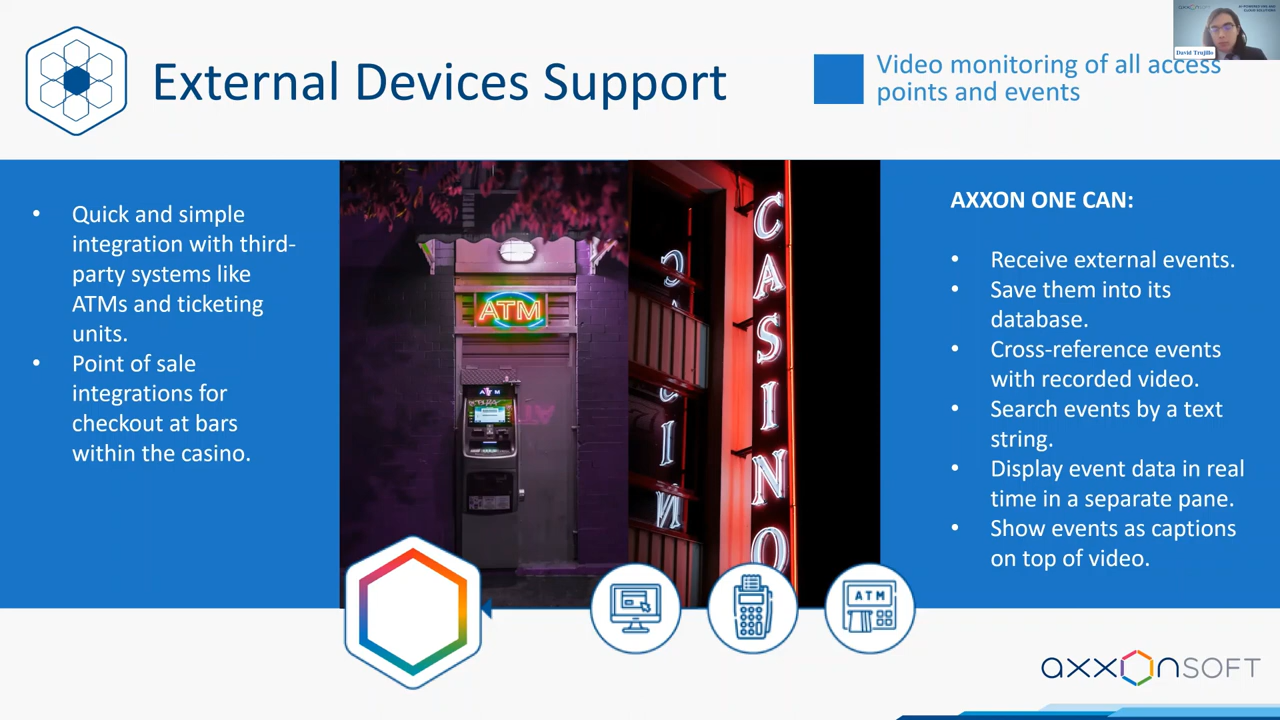 AXXONSOFT
David Trujillo
External Devices Support
Video monitoring of all access
points and events
• Quick and simple
integration with third-
party systems like
ATMs and ticketing
units.
• Point of sale
integrations for
checkout at bars
within the casino.
ATM
ATM
CASINO
AXXON ONE CAN:
• Receive external events.
• Save them into its
database.
• Cross-reference events
with recorded video.
• Search events by a text
string.
• Display event data in real
time in a separate pane.
• Show events as captions
on top of video.
ATM
axxonsoft